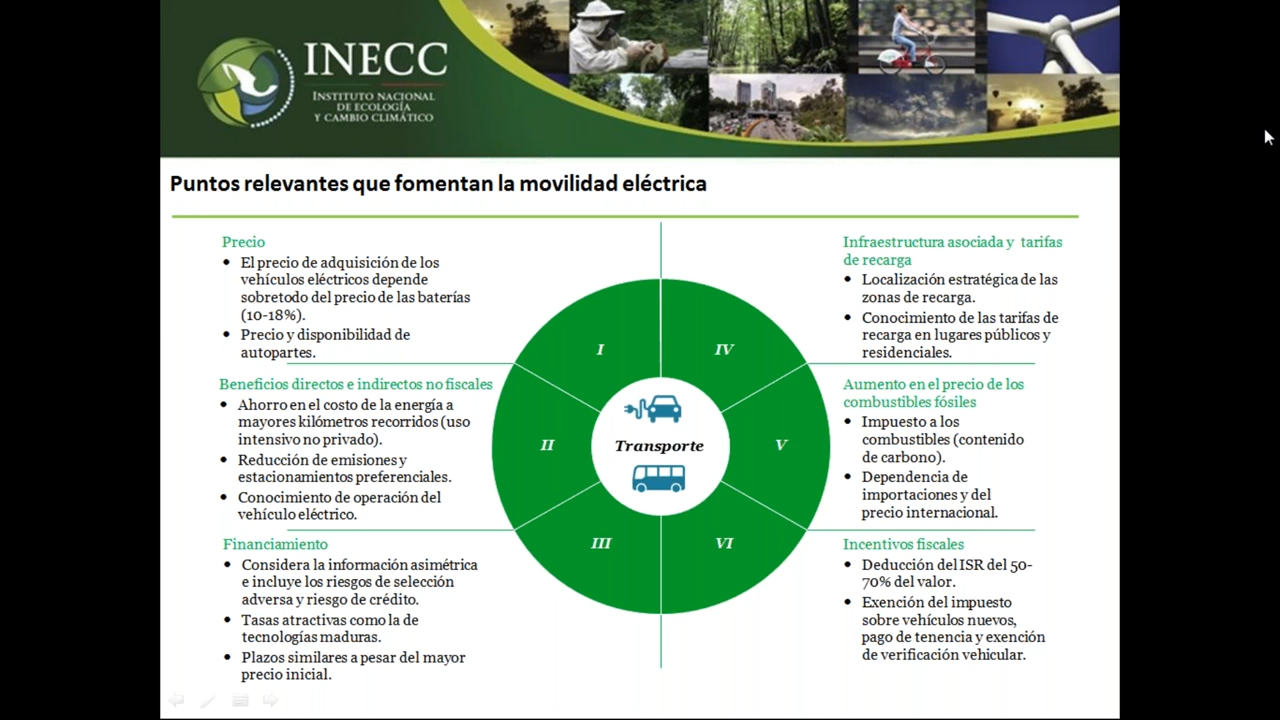 INECC
INSTITUTO NACIONAL
DE ECOLOGÍA
Y CAMBIO CLIMÁTICO
Puntos relevantes que fomentan la movilidad eléctrica
Precio
• El precio de adquisición de los
vehículos eléctricos depende
sobretodo del precio de las baterías
(10-18%).
• Precio y disponibilidad de
autopartes.
Beneficios directos e indirectos no fiscales
• Ahorro en el costo de la energía a
mayores kilómetros recorridos (uso
intensivo no privado).
• Reducción de emisiones y
estacionamientos preferenciales.
• Conocimiento de operación del
vehículo eléctrico.
Financiamiento
• Considera la información asimétrica
e incluye los riesgos de selección
adversa y riesgo de crédito.
• Tasas atractivas como la de
tecnologías maduras.
• Plazos similares a pesar del mayor
precio inicial.
I
IV
II
Transporte
V
III
VI
Infraestructura asociada y tarifas
de recarga
• Localización estratégica de las
zonas de recarga.
• Conocimiento de las tarifas de
recarga en lugares públicos y
residenciales.
Aumento en el precio de los
combustibles fósiles
• Impuesto a los
combustibles (contenido
de carbono).
• Dependencia de
importaciones y del
precio internacional.
Incentivos fiscales
• Deducción del ISR del 50-
70% del valor.
• Exención del impuesto
sobre vehículos nuevos,
pago de tenencia y exención
de verificación vehicular.